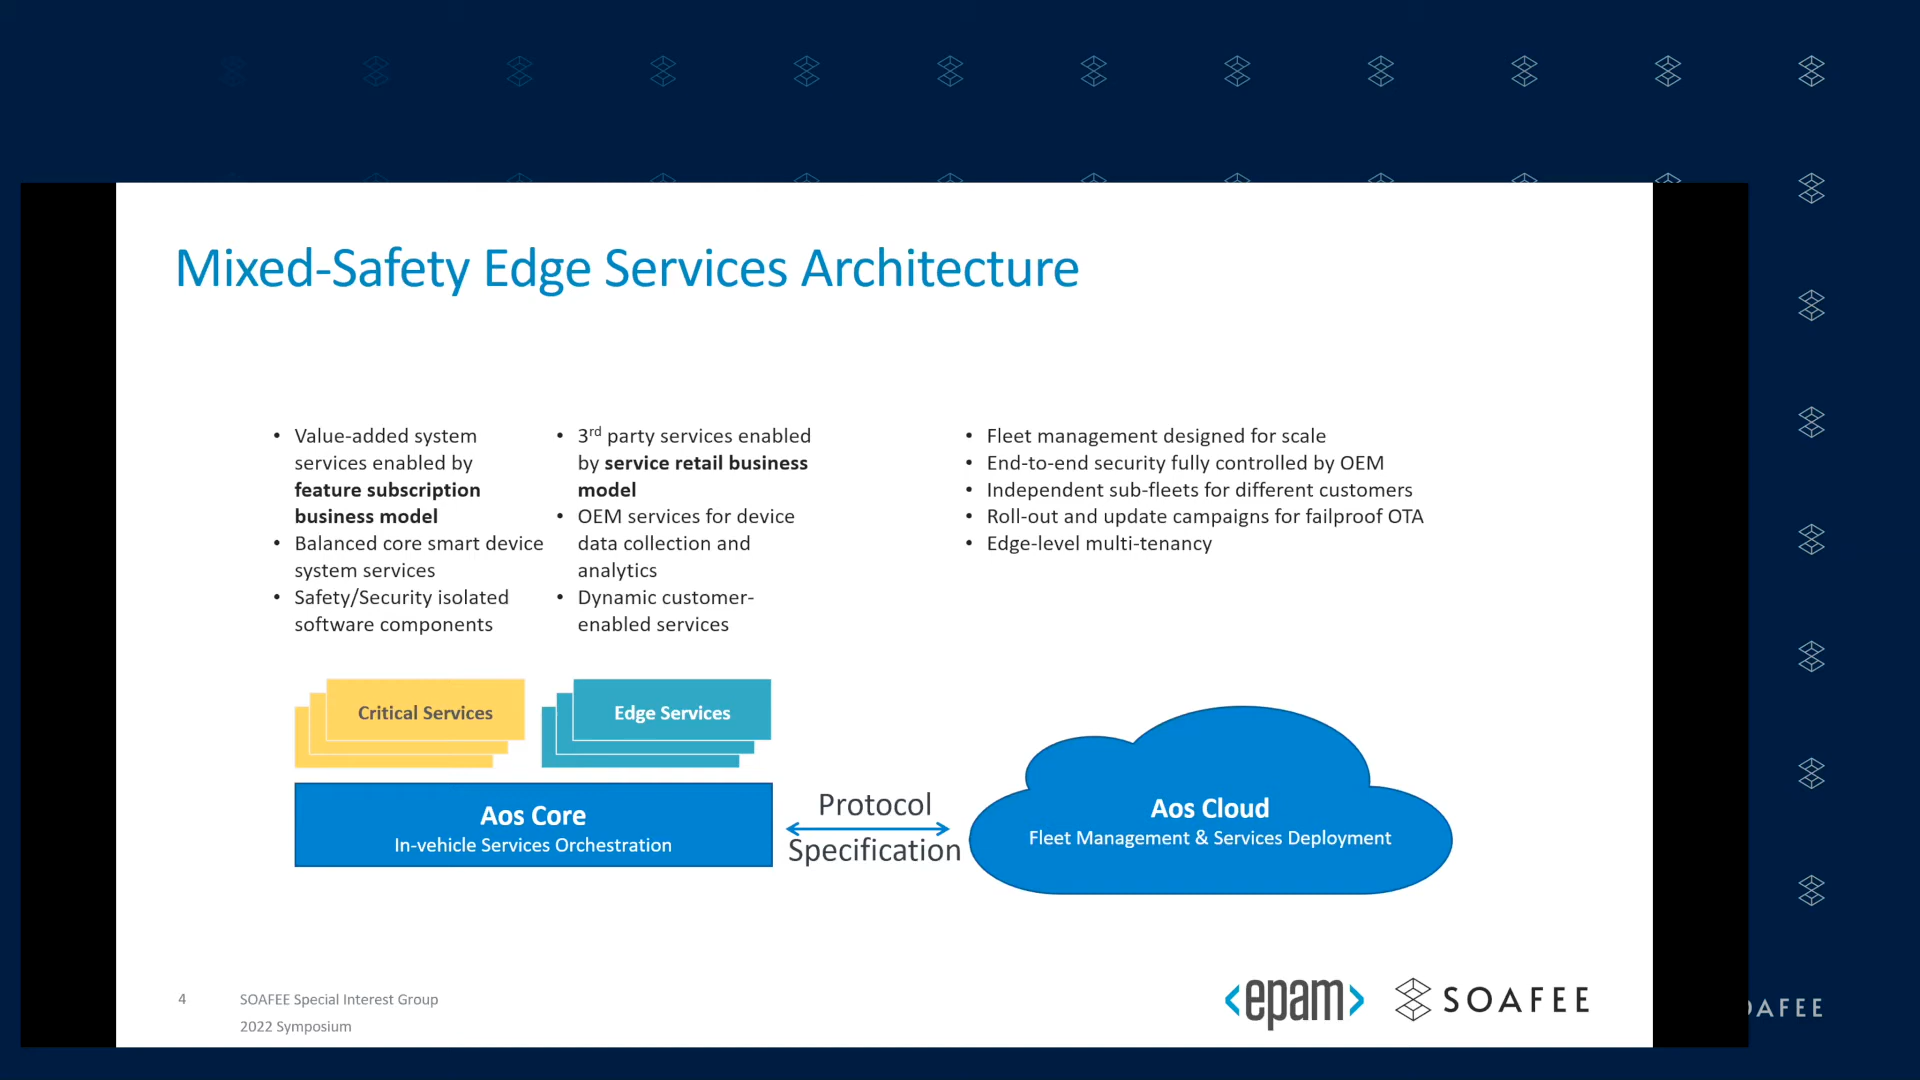 Mixed-Safety Edge Services Architecture
• Value-added system
services enabled by
feature subscription
business model
• Balanced core smart device
system services
• Safety/Security isolated
software components
• 3rd party services enabled
by service retail business
model
• OEM services for device
data collection and
analytics
• Dynamic customer-
enabled services
• Fleet management designed for scale
• End-to-end security fully controlled by OEM
• Independent sub-fleets for different customers
• Roll-out and update campaigns for failproof OTA
• Edge-level multi-tenancy
Critical Services
Edge Services
Aos Core
In-vehicle Services Orchestration
Protocol
Specification
Aos Cloud
Fleet Management & Services Deployment
4
SOAFEE Special Interest Group
2022 Symposium
<epam>
SOAFEE
AFEE